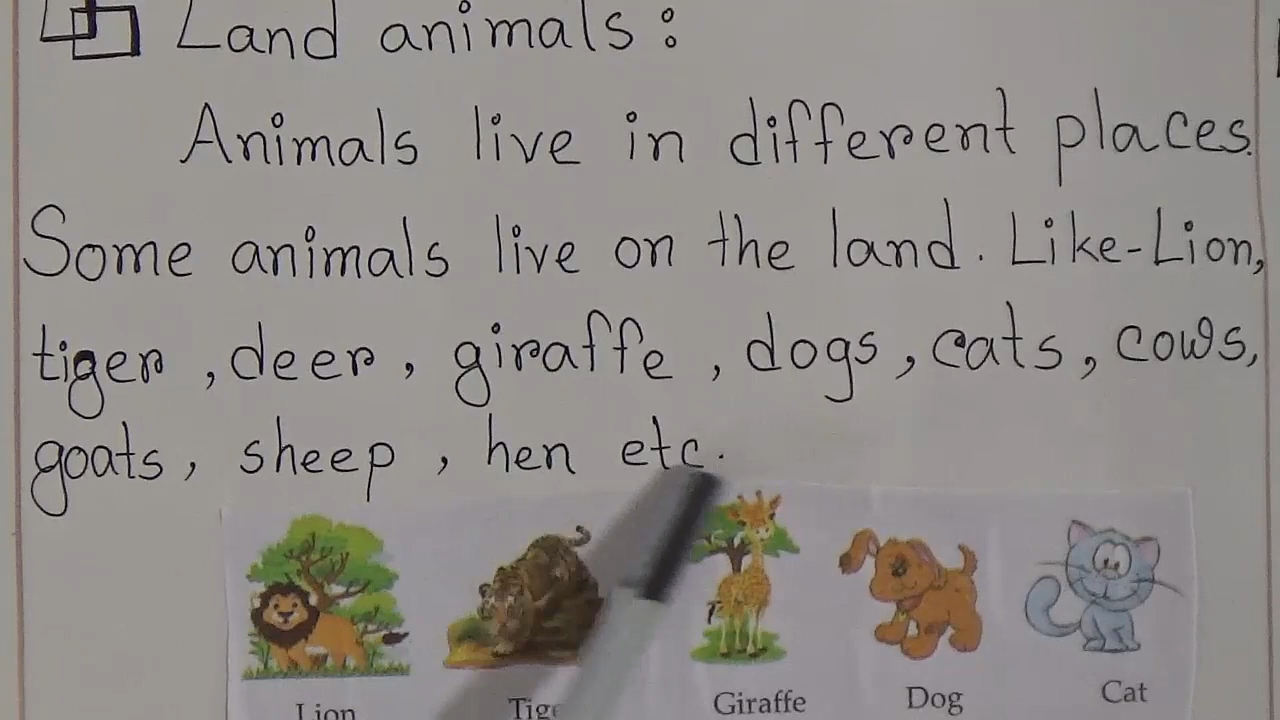 Land animals :
Animals live in different places.
Some animals live on the land. Like-Lion,
tiger, deer, giraffe, dogs, cats, cows,
goats, sheep, hen etc.
Lion Giraffe Dog Cat